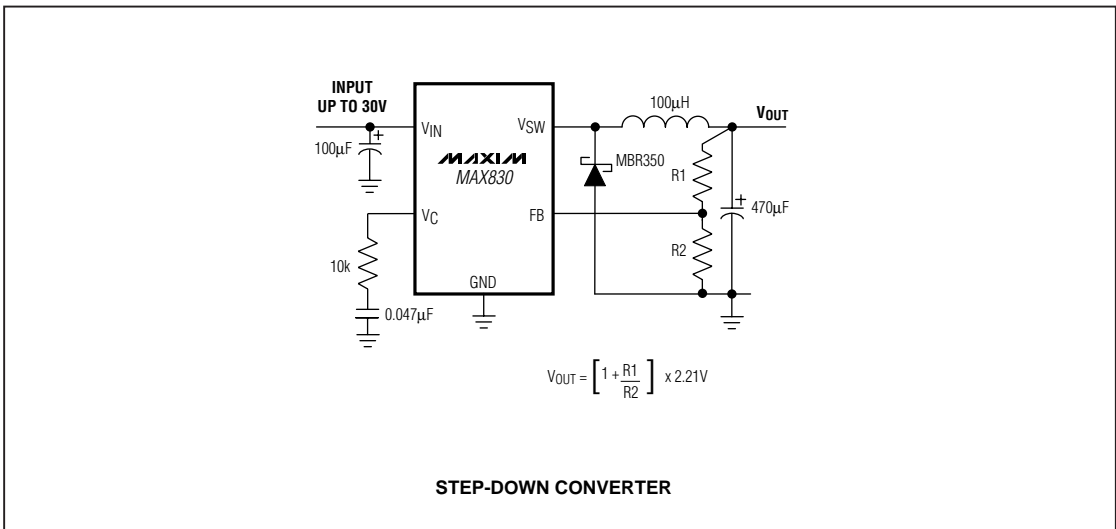 INPUT
UP TO 30V
100μF
+
VIN
VSW
MAXIM
MAX830
VC
FB
GND
10k
0.047μF
100μH
VOUT
MBR350
R1
R2
+
470μF
VOUT = [1 + R1/R2] x 2.21V
STEP-DOWN CONVERTER